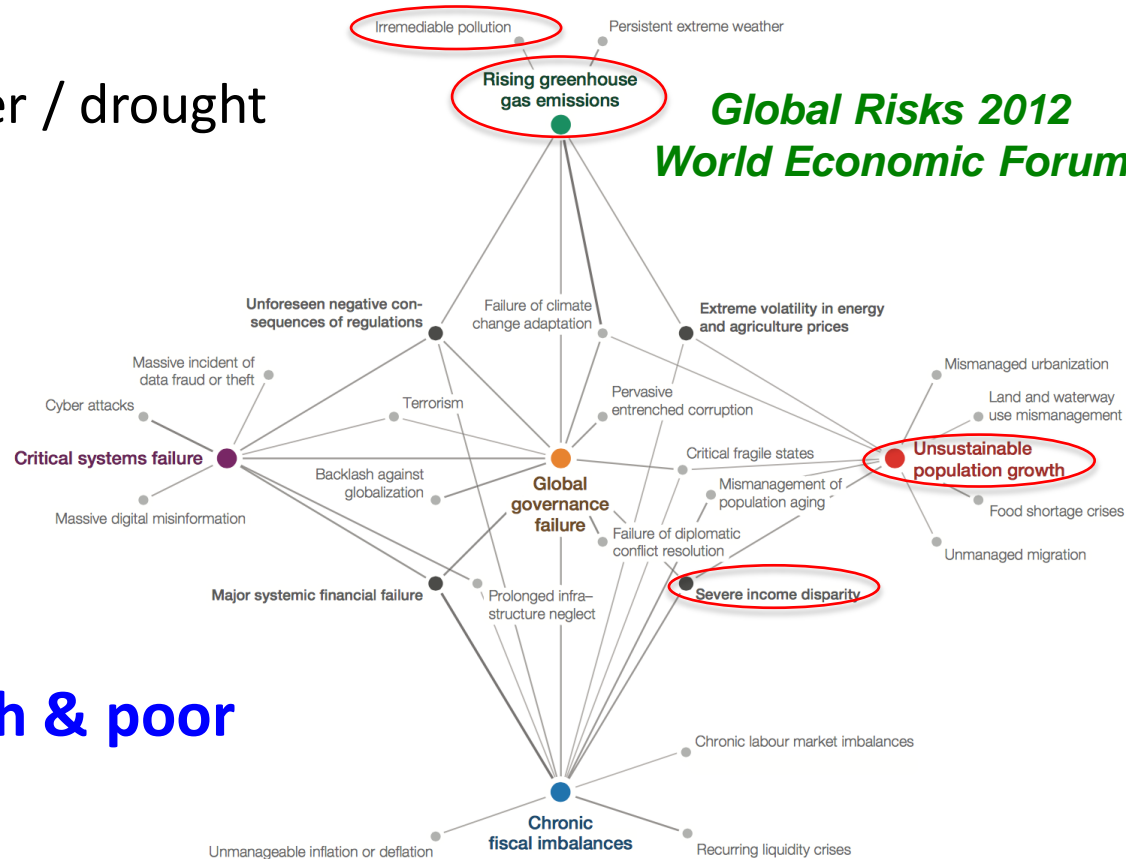 Irremediable pollution
Persistent extreme weather
Rising greenhouse
gas emissions
er / drought
Global Risks 2012
World Economic Forum
Unforeseen negative con-
sequences of regulations
Failure of climate
change adaptation
Extreme volatility in energy
and agriculture prices
Massive incident of
data fraud or theft
Mismanaged urbanization
Cyber attacks
Terrorism
Pervasive
entrenched corruption
Land and waterway
use mismanagement
Critical systems failure
Critical fragile states
Unsustainable
population growth
Backlash against
globalization
Global
governance
failure
Mismanagement of
population aging
Massive digital misinformation
Food shortage crises
Failure of diplomatic
conflict resolution
Unmanaged migration
Major systemic financial failure
Prolonged infra-
structure neglect
Severe income disparity
h & poor
Chronic labour market imbalances
Chronic
fiscal imbalances
Unmanageable inflation or deflation
Recurring liquidity crises